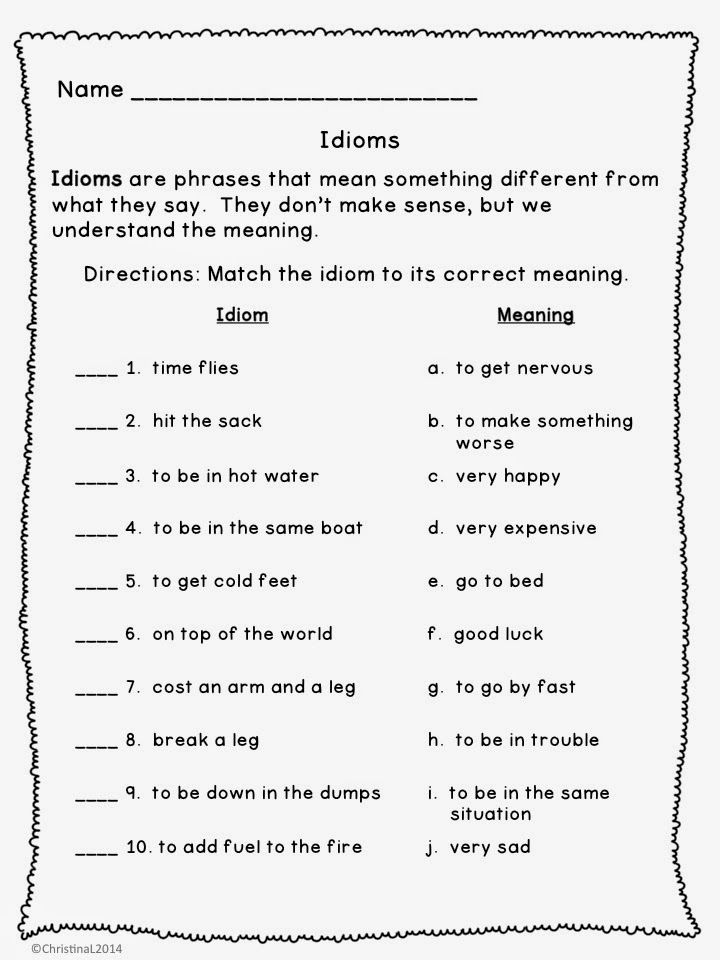 Name _________________________
Idioms
Idioms are phrases that mean something different from
what they say.  They don't make sense, but we
understand the meaning.
Directions: Match the idiom to its correct meaning.
Idiom Meaning
____ 1. time flies a. to get nervous
____ 2. hit the sack b. to make something
worse
____ 3. to be in hot water c. very happy
____ 4. to be in the same boat d. very expensive
____ 5. to get cold feet e. go to bed
____ 6. on top of the world f. good luck
____ 7. cost an arm and a leg g. to go by fast
____ 8. break a leg h. to be in trouble
____ 9. to be down in the dumps i. to be in the same
situation
____ 10. to add fuel to the fire j. very sad
©ChristinaL2014